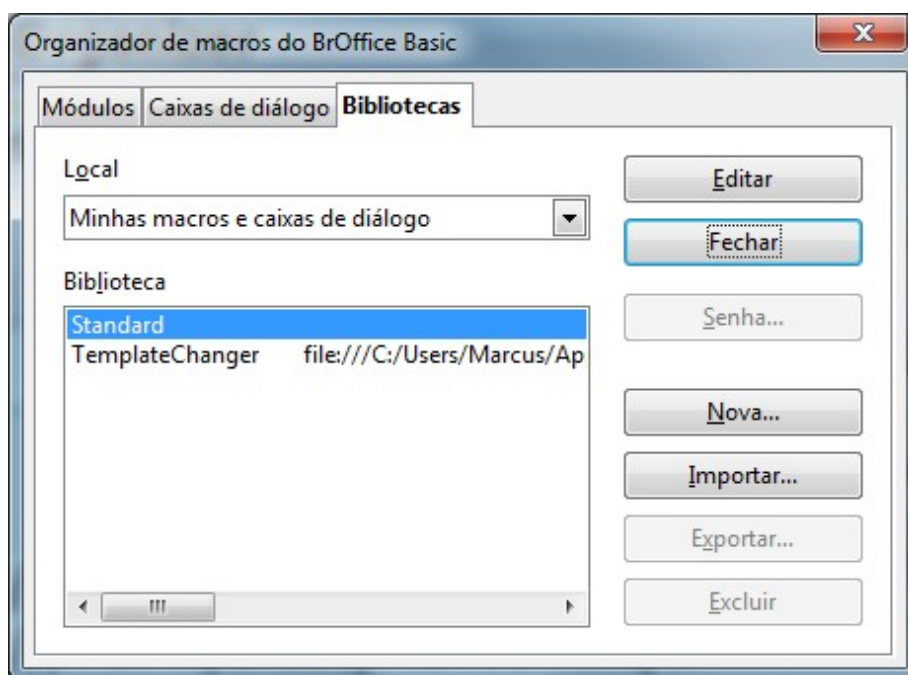 Organizador de macros do BrOffice Basic
Módulos Caixas de diálogo Bibliotecas
Local
Minhas macros e caixas de diálogo
Biblioteca
Standard
TemplateChanger file:///C:/Users/Marcus/Ap
Editar
Fechar
Senha...
Nova...
Importar...
Exportar...
Excluir